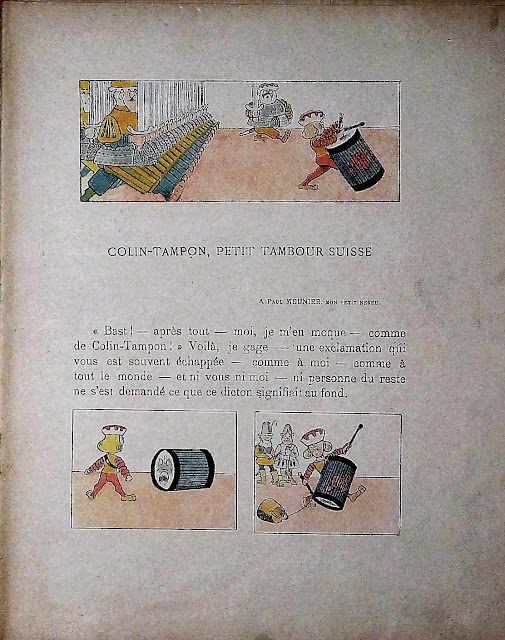 COLIN-TAMPON, PETIT TAMBOUR SUISSE
A PAUL MEUNIER, MON PETIT NEVEU.
« Bast ! — après tout — moi, je m'en moque — comme
de Colin-Tampon ! » Voilà, je gage — une exclamation qui
vous est souvent échappée — comme à moi — comme à
tout le monde — et ni vous ni moi — ni personne du reste
ne s'est demandé ce que ce dicton signifiait au fond.